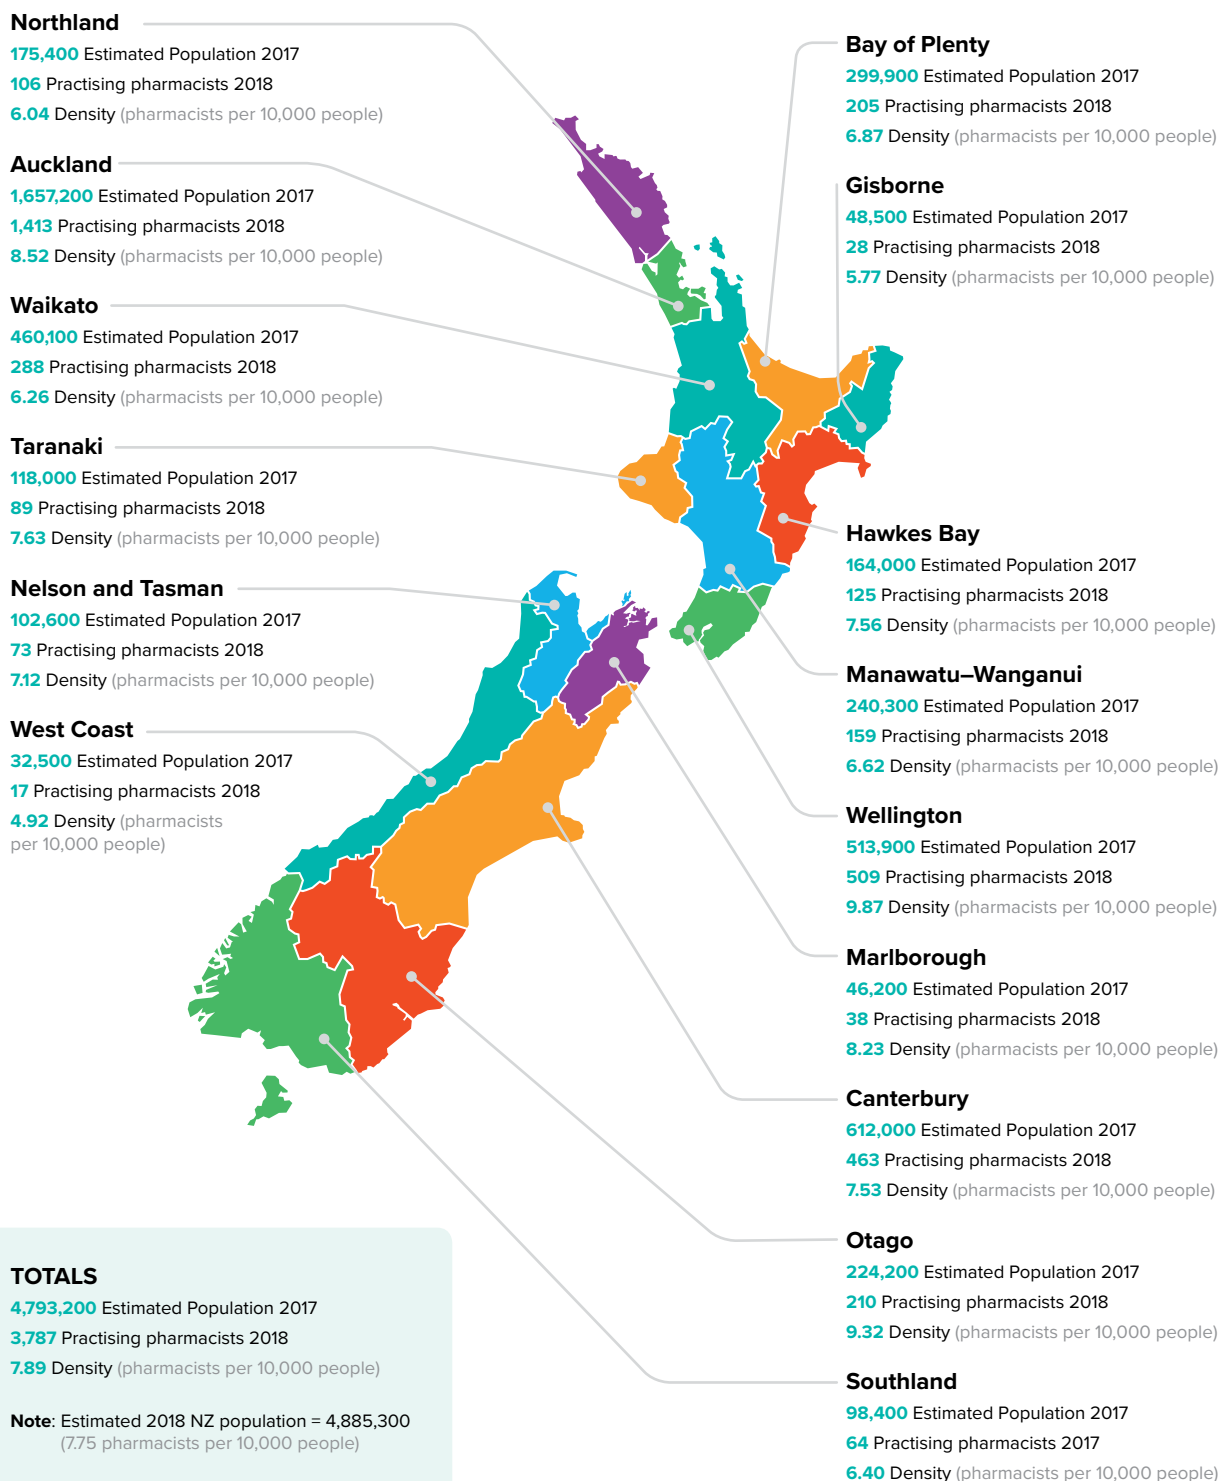 Northland
175,400 Estimated Population 2017
106 Practising pharmacists 2018
6.04 Density (pharmacists per 10,000 people)
Auckland
1,657,200 Estimated Population 2017
1,413 Practising pharmacists 2018
8.52 Density (pharmacists per 10,000 people)
Waikato
460,100 Estimated Population 2017
288 Practising pharmacists 2018
6.26 Density (pharmacists per 10,000 people)
Taranaki
118,000 Estimated Population 2017
89 Practising pharmacists 2018
7.63 Density (pharmacists per 10,000 people)
Nelson and Tasman
102,600 Estimated Population 2017
73 Practising pharmacists 2018
7.12 Density (pharmacists per 10,000 people)
West Coast
32,500 Estimated Population 2017
17 Practising pharmacists 2018
4.92 Density (pharmacists
per 10,000 people)
Bay of Plenty
299,900 Estimated Population 2017
205 Practising pharmacists 2018
6.87 Density (pharmacists per 10,000 people)
Gisborne
48,500 Estimated Population 2017
28 Practising pharmacists 2018
5.77 Density (pharmacists per 10,000 people)
Hawkes Bay
164,000 Estimated Population 2017
125 Practising pharmacists 2018
7.56 Density (pharmacists per 10,000 people)
Manawatu–Wanganui
240,300 Estimated Population 2017
159 Practising pharmacists 2018
6.62 Density (pharmacists per 10,000 people)
Wellington
513,900 Estimated Population 2017
509 Practising pharmacists 2018
9.87 Density (pharmacists per 10,000 people)
Marlborough
46,200 Estimated Population 2017
38 Practising pharmacists 2018
8.23 Density (pharmacists per 10,000 people)
Canterbury
612,000 Estimated Population 2017
463 Practising pharmacists 2018
7.53 Density (pharmacists per 10,000 people)
Otago
224,200 Estimated Population 2017
210 Practising pharmacists 2018
9.32 Density (pharmacists per 10,000 people)
Southland
98,400 Estimated Population 2017
64 Practising pharmacists 2017
6.40 Density (pharmacists per 10,000 people)
TOTALS
4,793,200 Estimated Population 2017
3,787 Practising pharmacists 2018
7.89 Density (pharmacists per 10,000 people)
Note: Estimated 2018 NZ population = 4,885,300
(7.75 pharmacists per 10,000 people)